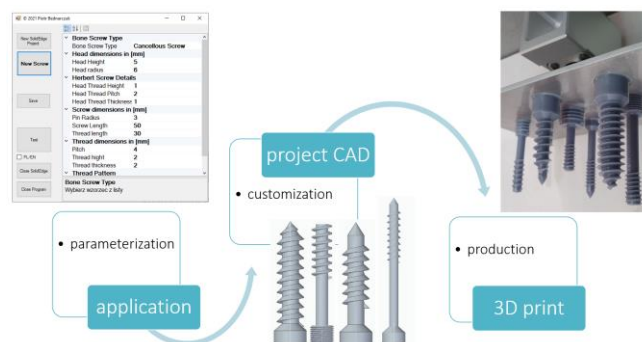 © 2021 Piotr Bednarczuk
New SolidEdge
Project
New Screw
Save
Test
PL/EN
Close SolidEdge
Close Program
Bone Screw Type
Bone Screw Type Cancellous Screw
Head dimensions in [mm]
Head Height 5
Head radius 6
Herbert Screw Details
Head Thread Height 1
Head Thread Pitch 2
Head Thread Thickness 1
Screw dimensions in [mm]
Pin Radius 3
Screw Length 50
Thread length 30
Thread dimensions in [mm]
Pitch 4
Thread hight 2
Thread thickness 2
Thread Pattern
Bone Screw Type
Wybierz wzorzec z listy
• parameterization
application
project CAD
• customization
• production
3D print